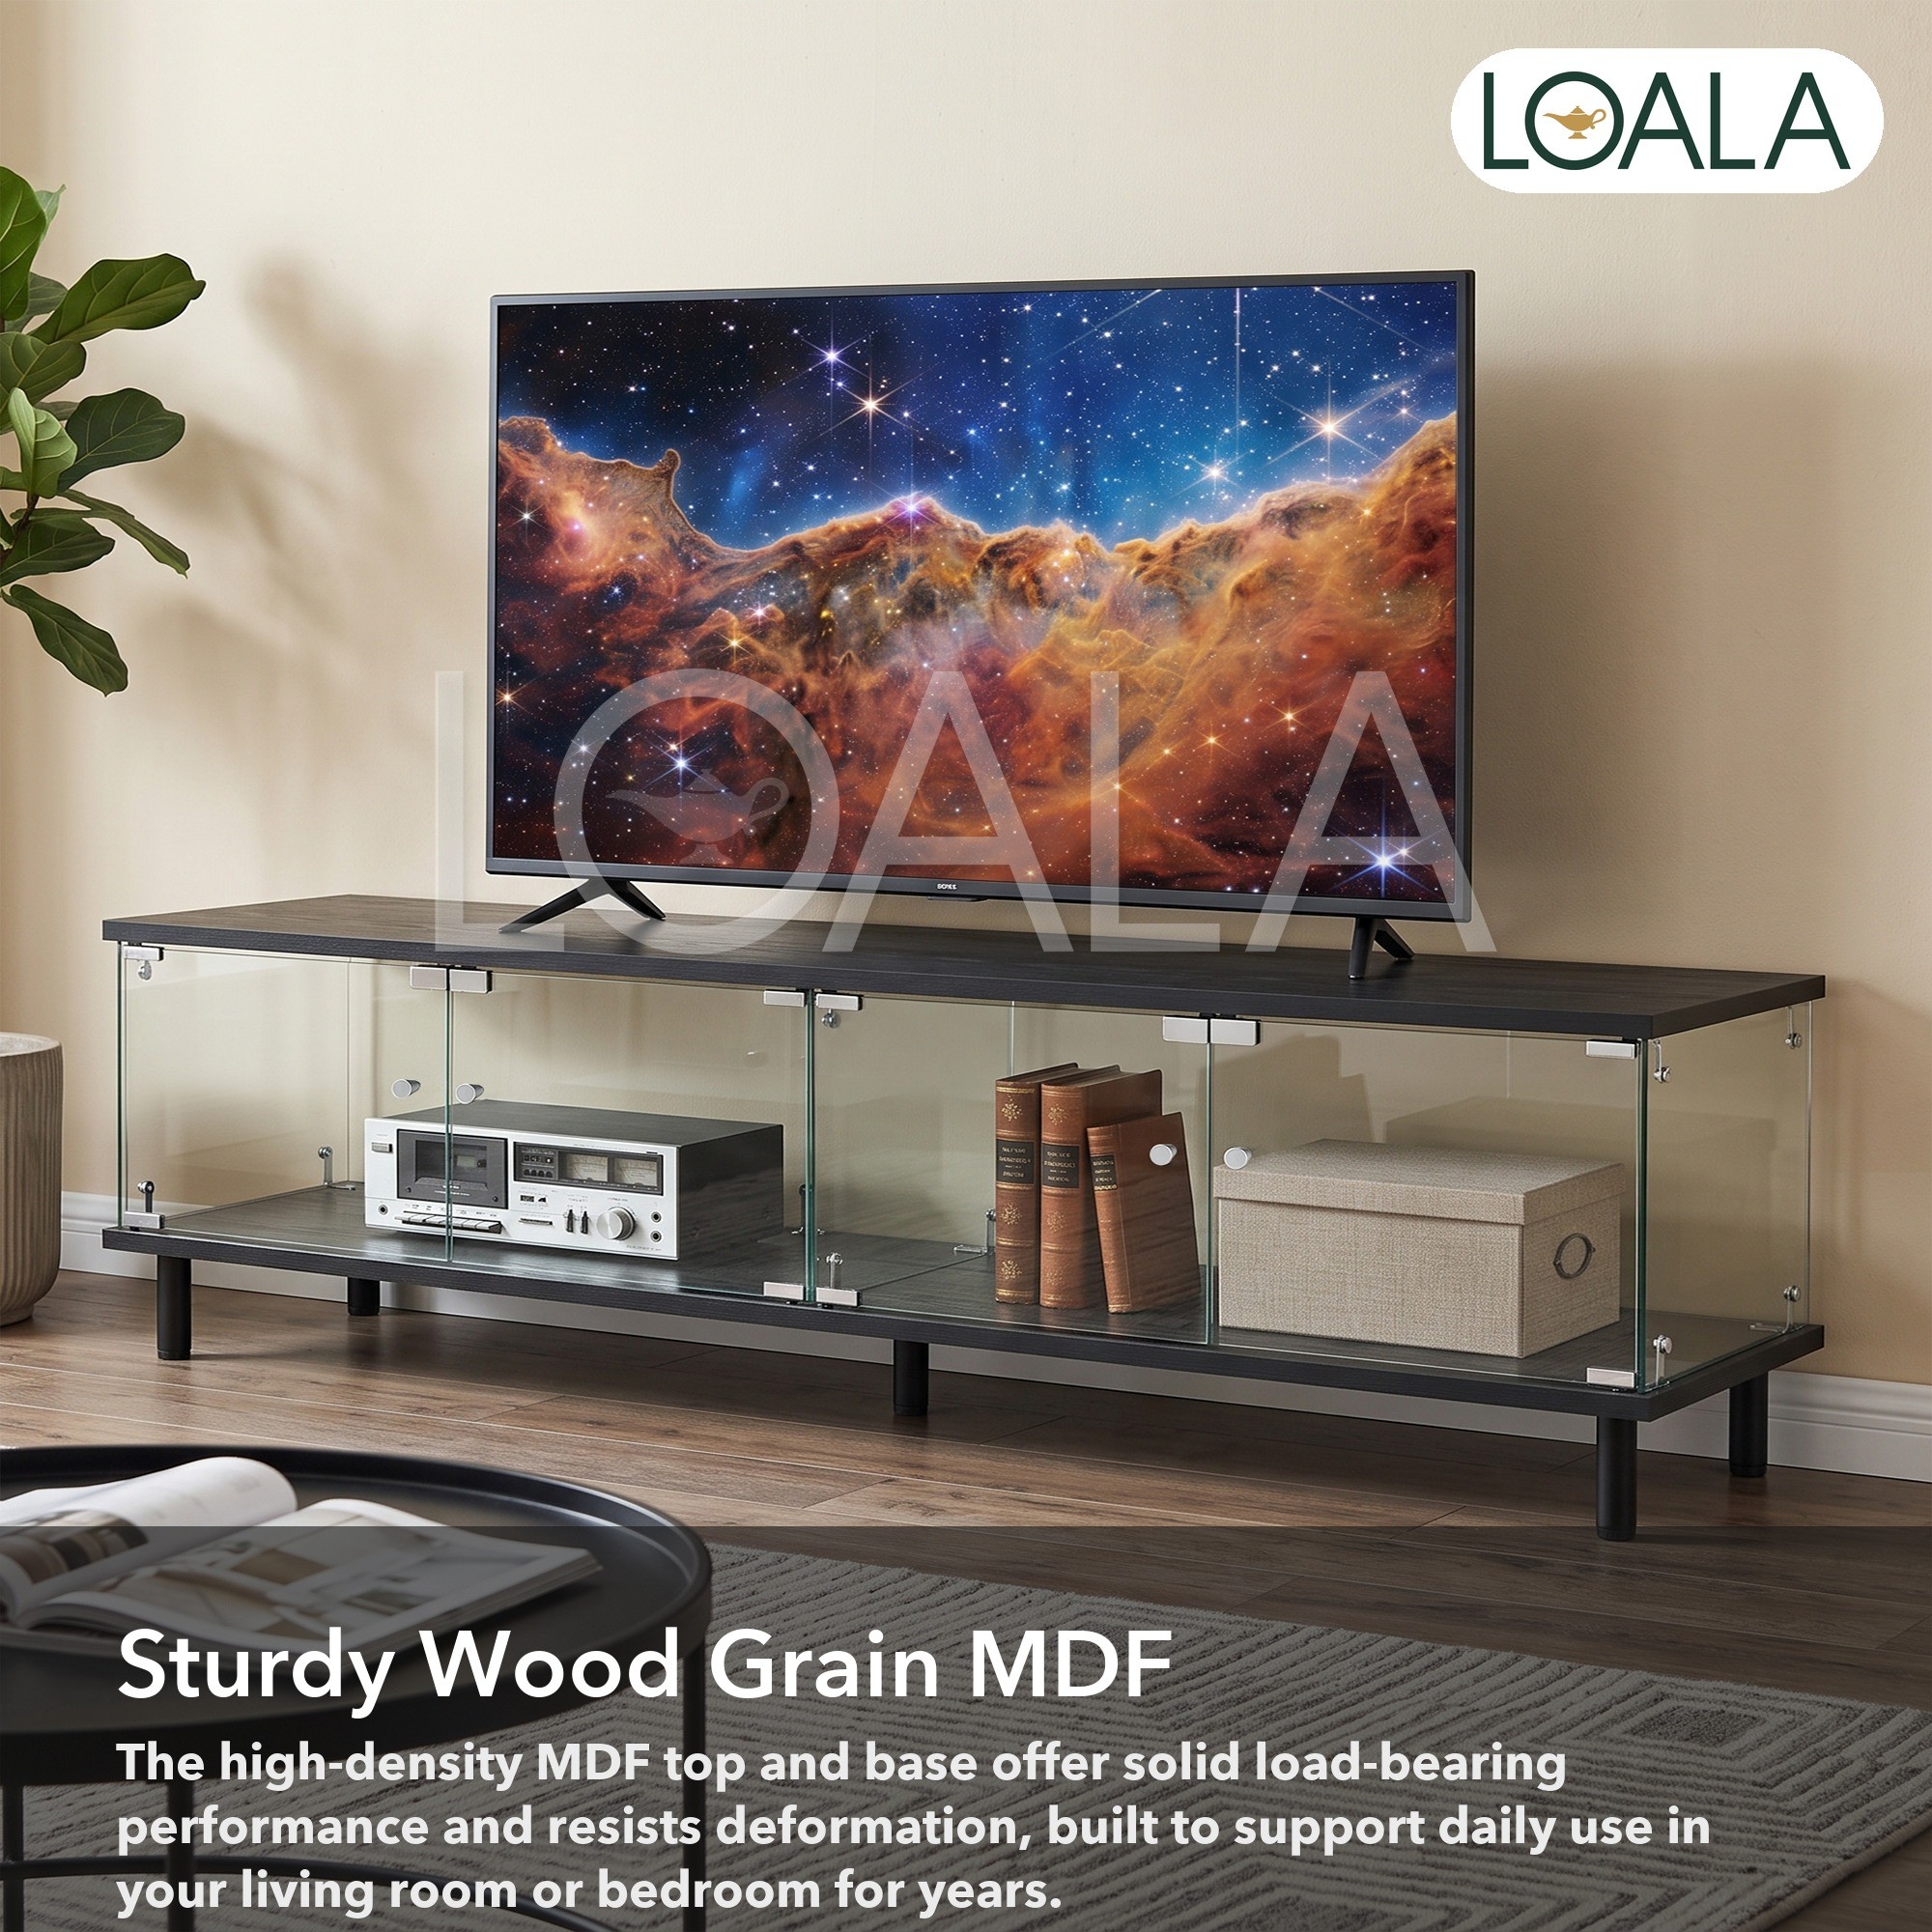 LOALA
LOALA
Sturdy Wood Grain MDF
The high-density MDF top and base offer solid load-bearing
performance and resists deformation, built to support daily use in
your living room or bedroom for years.